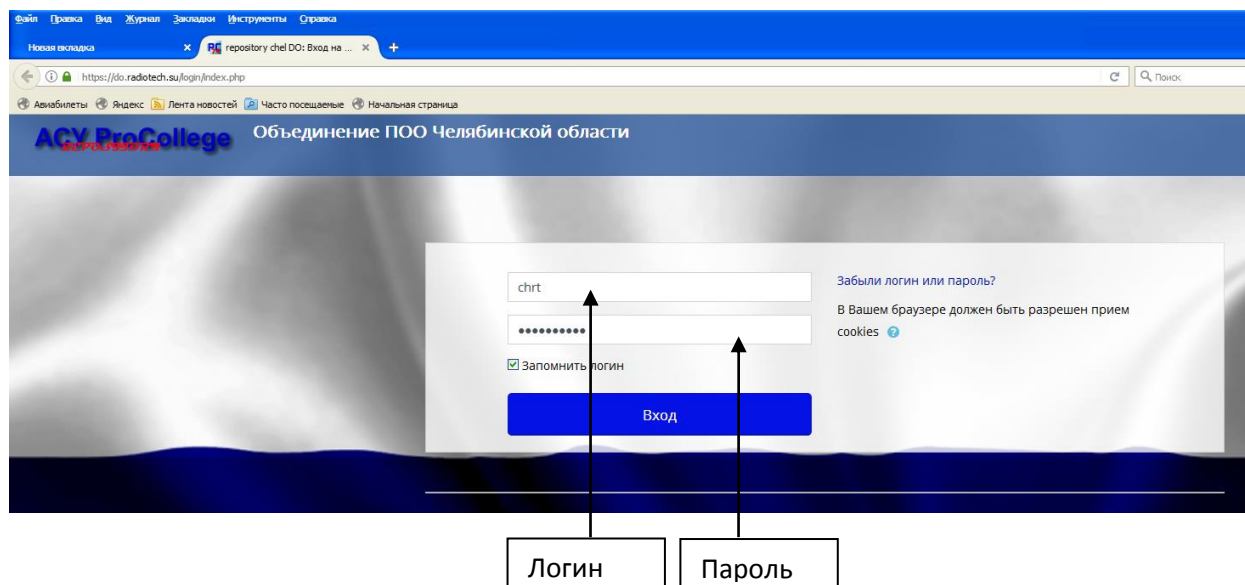 Файл Правка Вид Журнал Закладки Инструменты Справка
Новая вкладка × repository chel DO: Вход на ... × +
https://do.radiotech.su/login/index.php Поиск
Авиабилеты Яндекс Лента новостей Часто посещаемые Начальная страница
ACY ProCollege Объединение ПОО Челябинской области
chrt Забыли логин или пароль?
В Вашем браузере должен быть разрешен прием
•••••••••• cookies ?
Запомнить логин
Вход
Логин Пароль